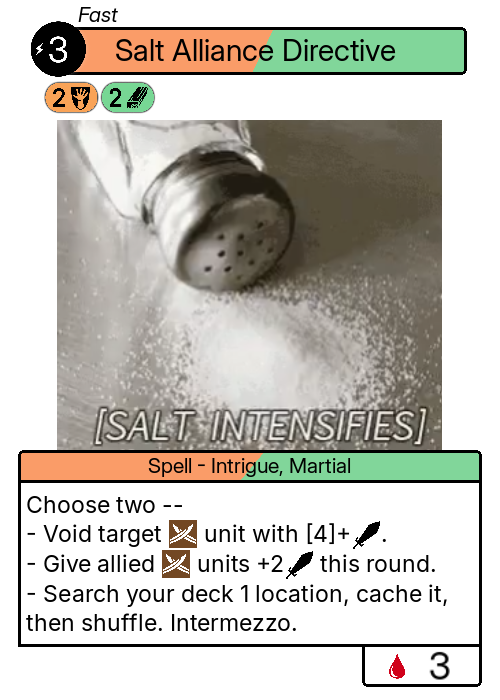 Fast
3 Salt Alliance Directive
2 2
[SALT INTENSIFIES]
Spell - Intrigue, Martial
Choose two --
- Void target unit with [4]+ .
- Give allied units +2 this round.
- Search your deck 1 location, cache it,
then shuffle. Intermezzo.
3